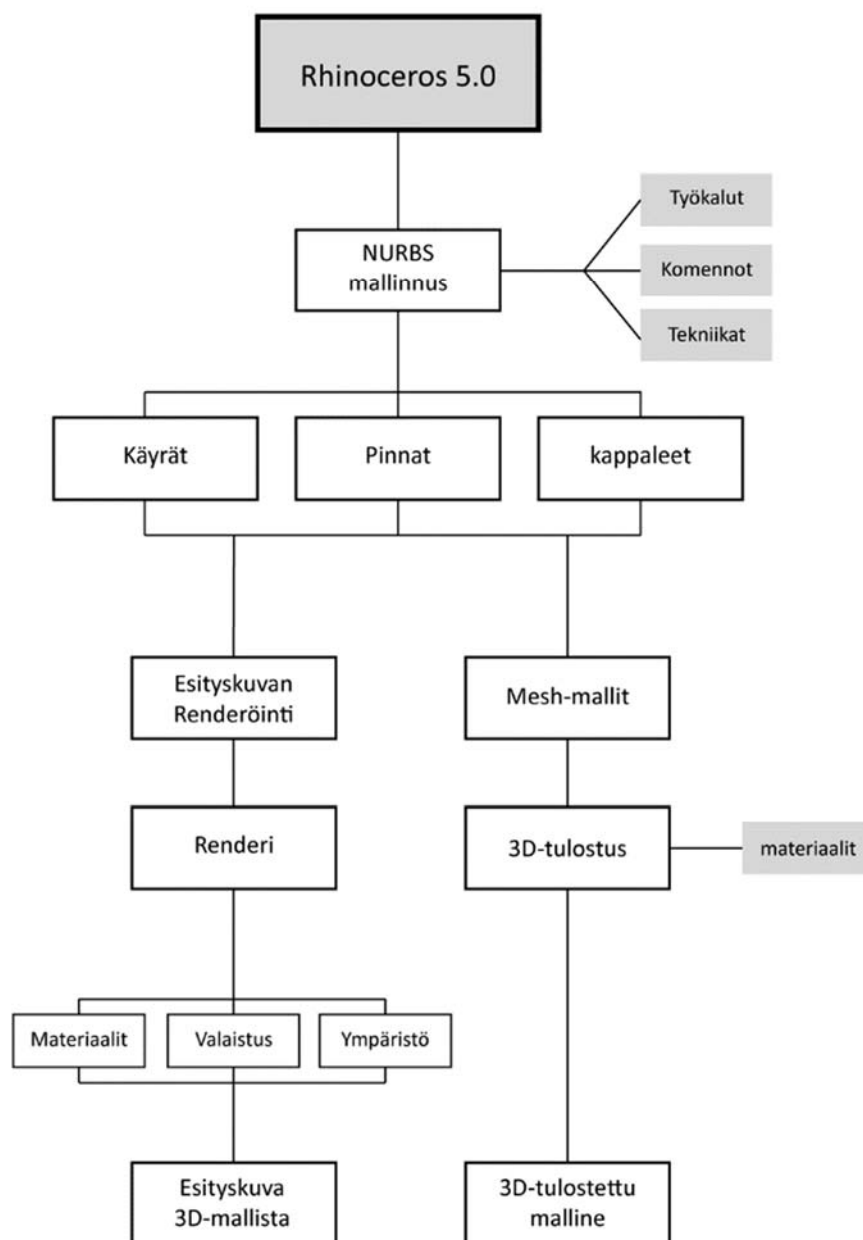 Rhinoceros 5.0
NURBS
mallinnus
Työkalut
Komennot
Tekniikat
Käyrät
Pinnat
kappaleet
Esityskuvan
Renderöinti
Mesh-mallit
Renderi
3D-tulostus
materiaalit
Materiaalit
Valaistus
Ympäristö
Esityskuva
3D-mallista
3D-tulostettu
malline